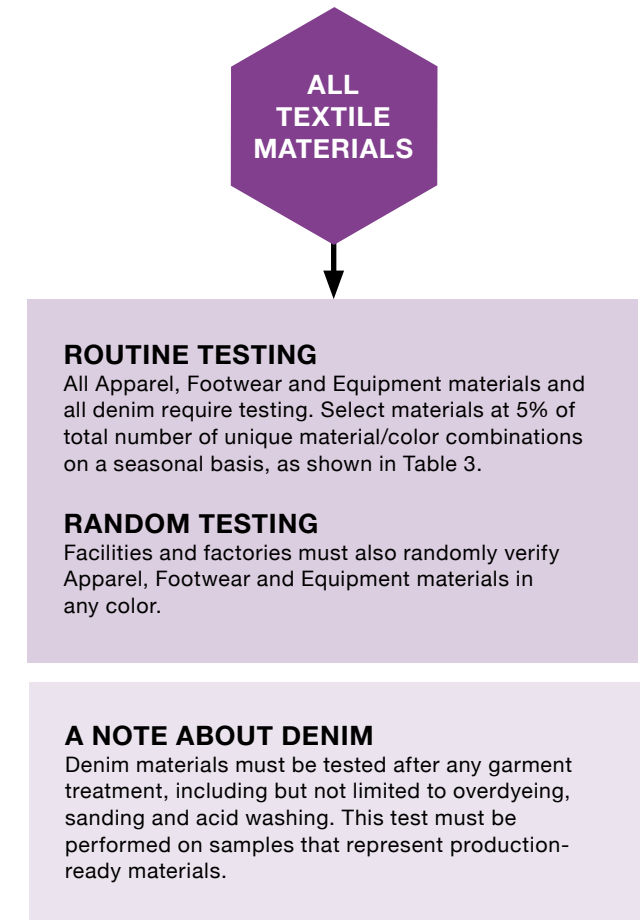 ALL
TEXTILE
MATERIALS
ROUTINE TESTING
All Apparel, Footwear and Equipment materials and
all denim require testing. Select materials at 5% of
total number of unique material/color combinations
on a seasonal basis, as shown in Table 3.
RANDOM TESTING
Facilities and factories must also randomly verify
Apparel, Footwear and Equipment materials in
any color.
A NOTE ABOUT DENIM
Denim materials must be tested after any garment
treatment, including but not limited to overdyeing,
sanding and acid washing. This test must be
performed on samples that represent production-
ready materials.